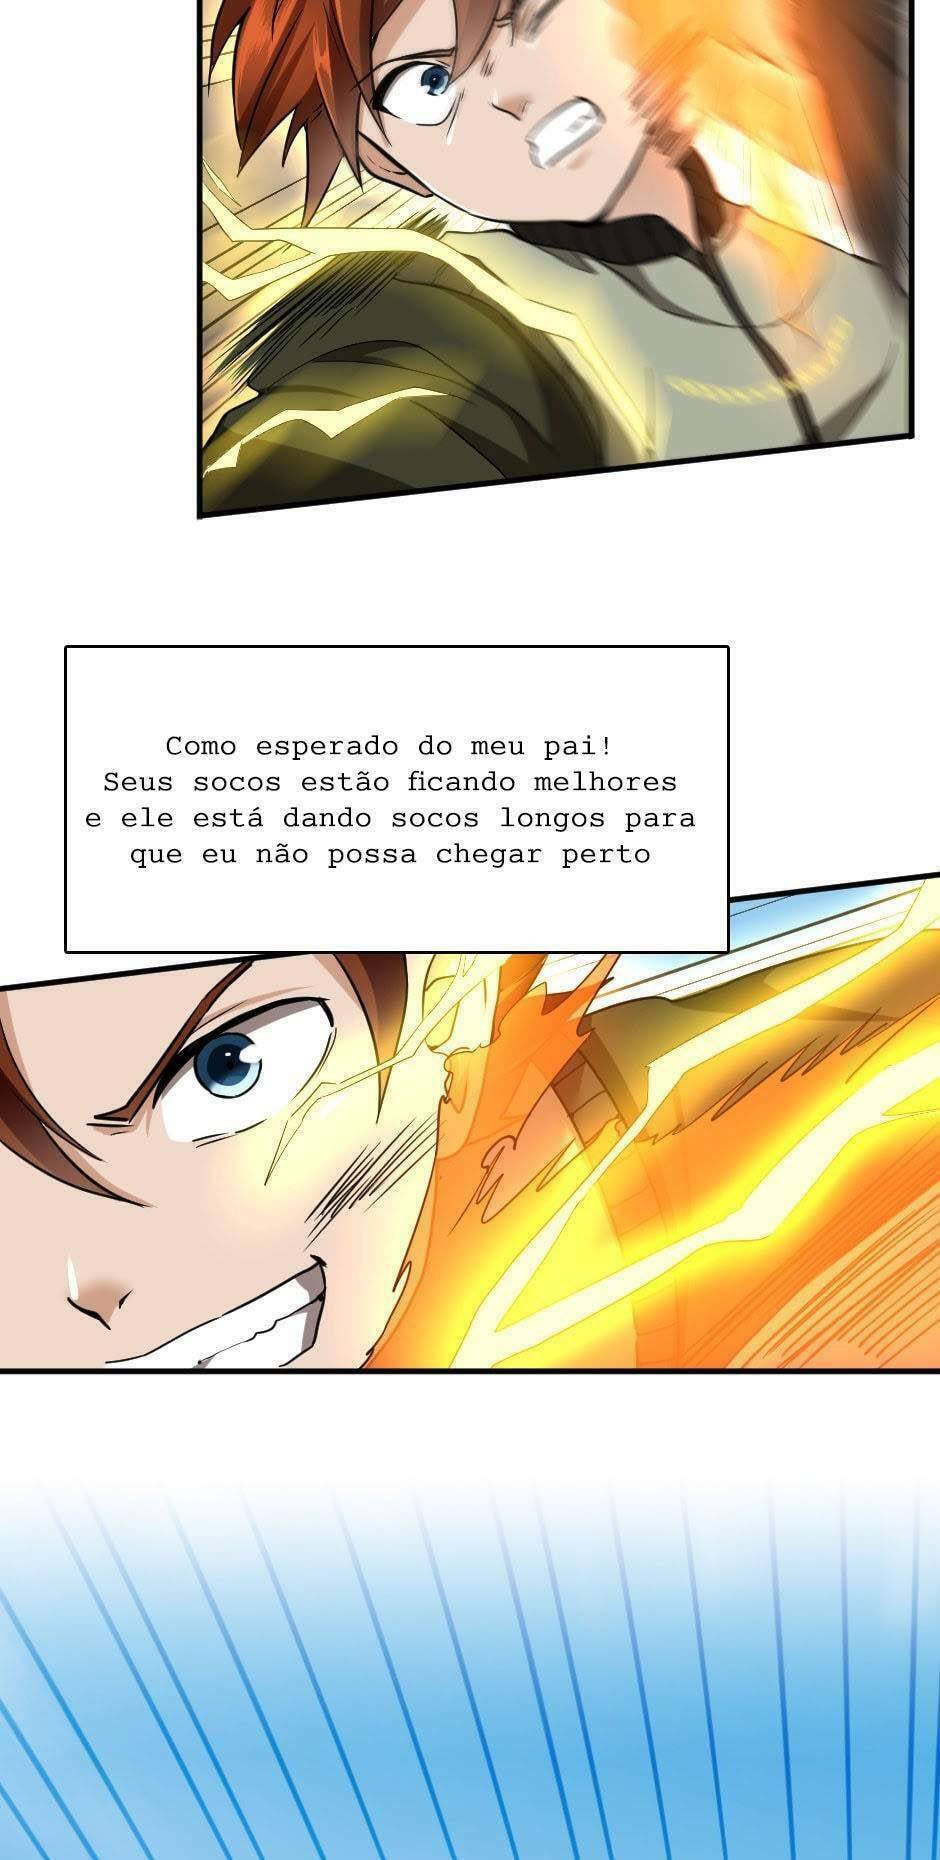 Como esperado do meu pai!
Seus socos estão ficando melhores
e ele está dando socos longos para
que eu não possa chegar perto